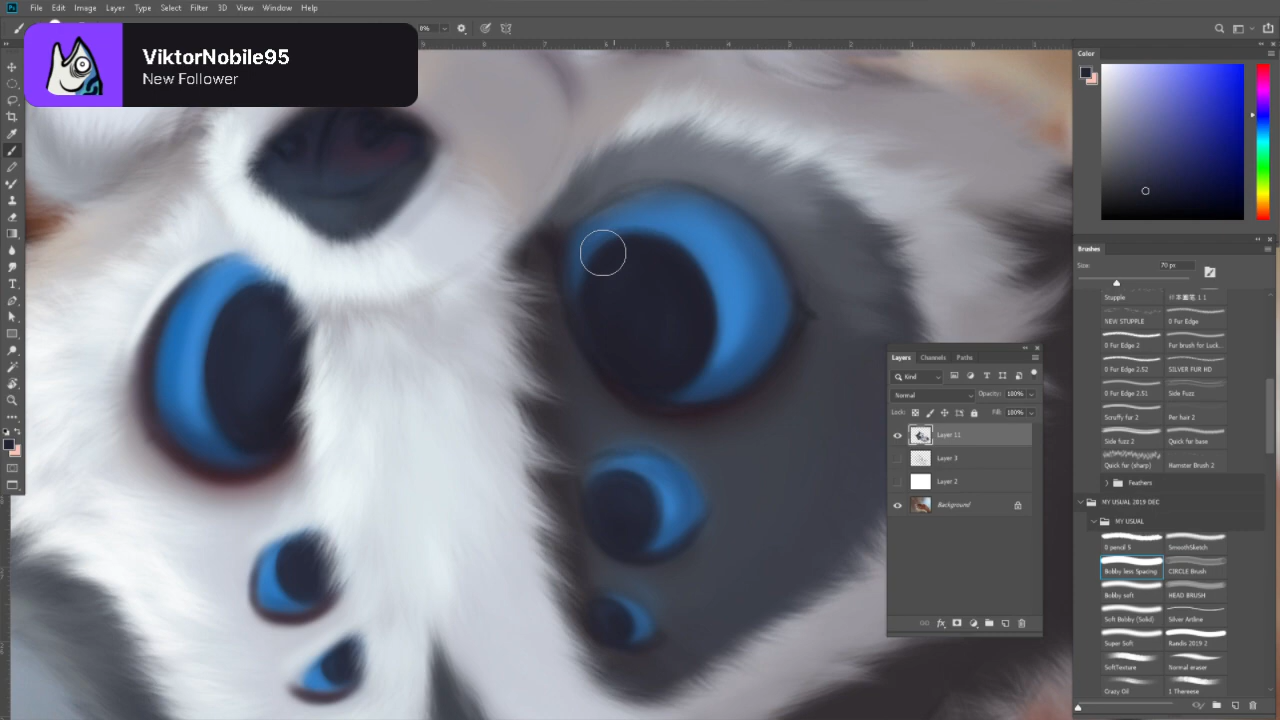 File Edit Image Layer Type Select Filter 3D View Window Help
8%
ViktorNobile95
New Follower
Color
Brushes
Size: 70 px
Stupple
NEW STUPPLE 0 Fur Edge
0 Fur Edge 2 Fur brush for Luck...
0 Fur Edge 2.52 SILVER FUR HD
0 Fur Edge 2.51 Side Fuzz
Scruffy fur 2 Per hair 2
Side fuzz 2 Quick fur base
Quick fur (sharp) Hamster Brush 2
Feathers
MY USUAL 2019 DEC
MY USUAL
0 pencil 5 SmoothSketch
Bobby less Spacing CIRCLE Brush
Bobby soft HEAD BRUSH
Soft Bobby (Solid) Silver Artline
Super Soft Randis 2019 2
SoftTexture Normal eraser
Crazy Oil 1 Thereese
Layers Channels Paths
Kind
Normal Opacity: 100%
Lock: Fill: 100%
Layer 11
Layer 3
Layer 2
Background